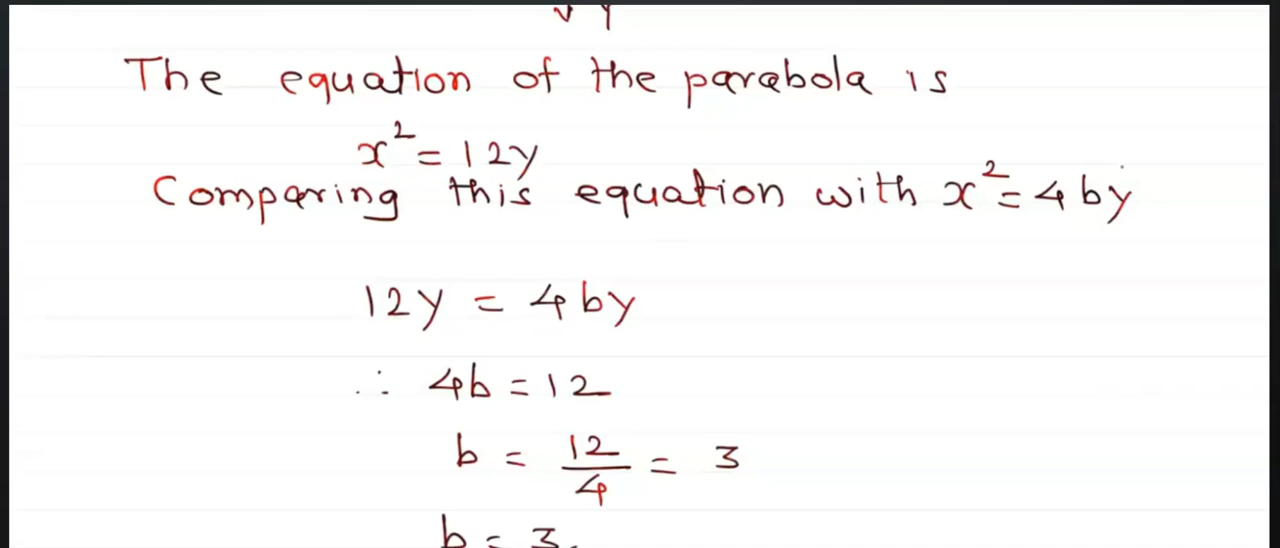 The equation of the parabola is
x² = 12y
Comparing this equation with x² = 4by
12y = 4by
∴ 4b = 12
b = 12/4 = 3
b = 3.